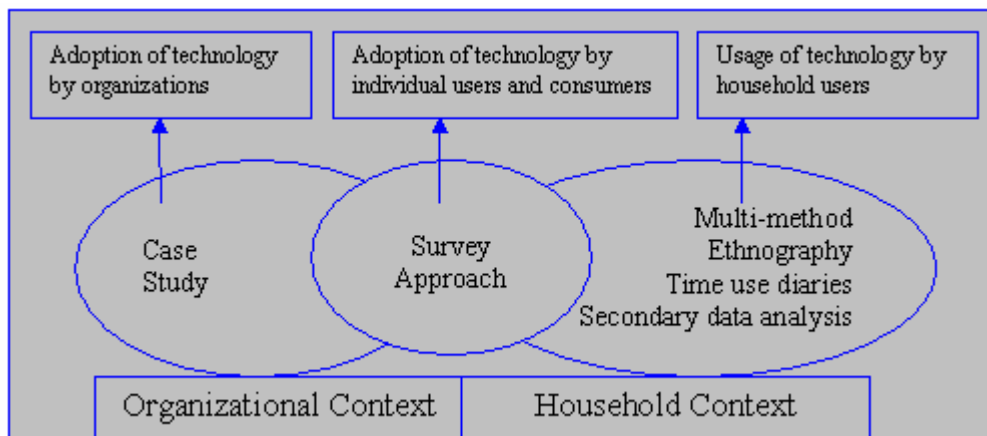 Adoption of technology
by organizations
Adoption of technology by
individual users and consumers
Usage of technology by
household users
Case
Study
Survey
Approach
Multi-method
Ethnography
Time use diaries
Secondary data analysis
Organizational Context
Household Context